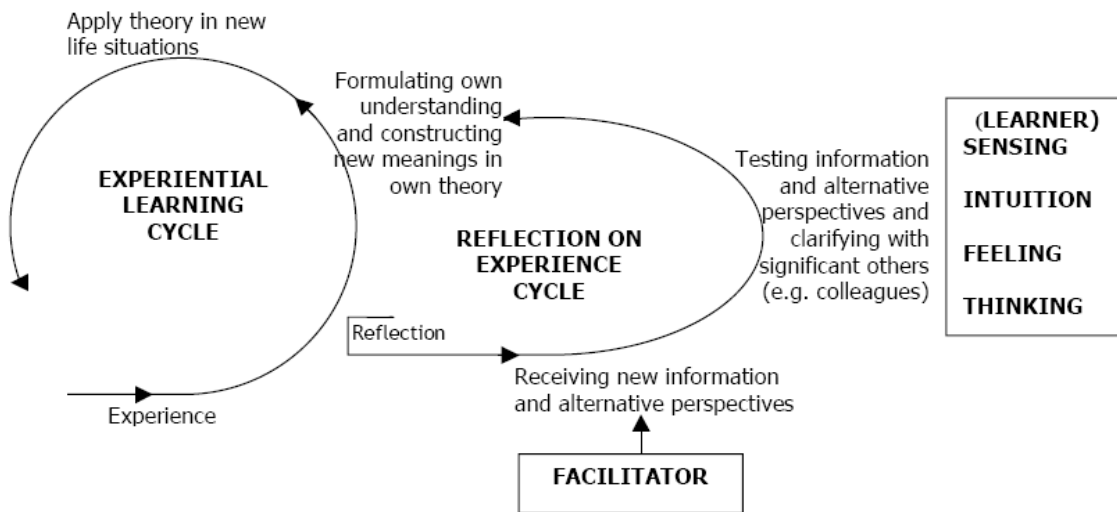 Apply theory in new
life situations
EXPERIENTIAL
LEARNING
CYCLE
Experience
Formulating own
understanding
and constructing
new meanings in
own theory
REFLECTION ON
EXPERIENCE
CYCLE
Reflection
Receiving new information
and alternative perspectives
FACILITATOR
Testing information
and alternative
perspectives and
clarifying with
significant others
(e.g. colleagues)
(LEARNER)
SENSING
INTUITION
FEELING
THINKING